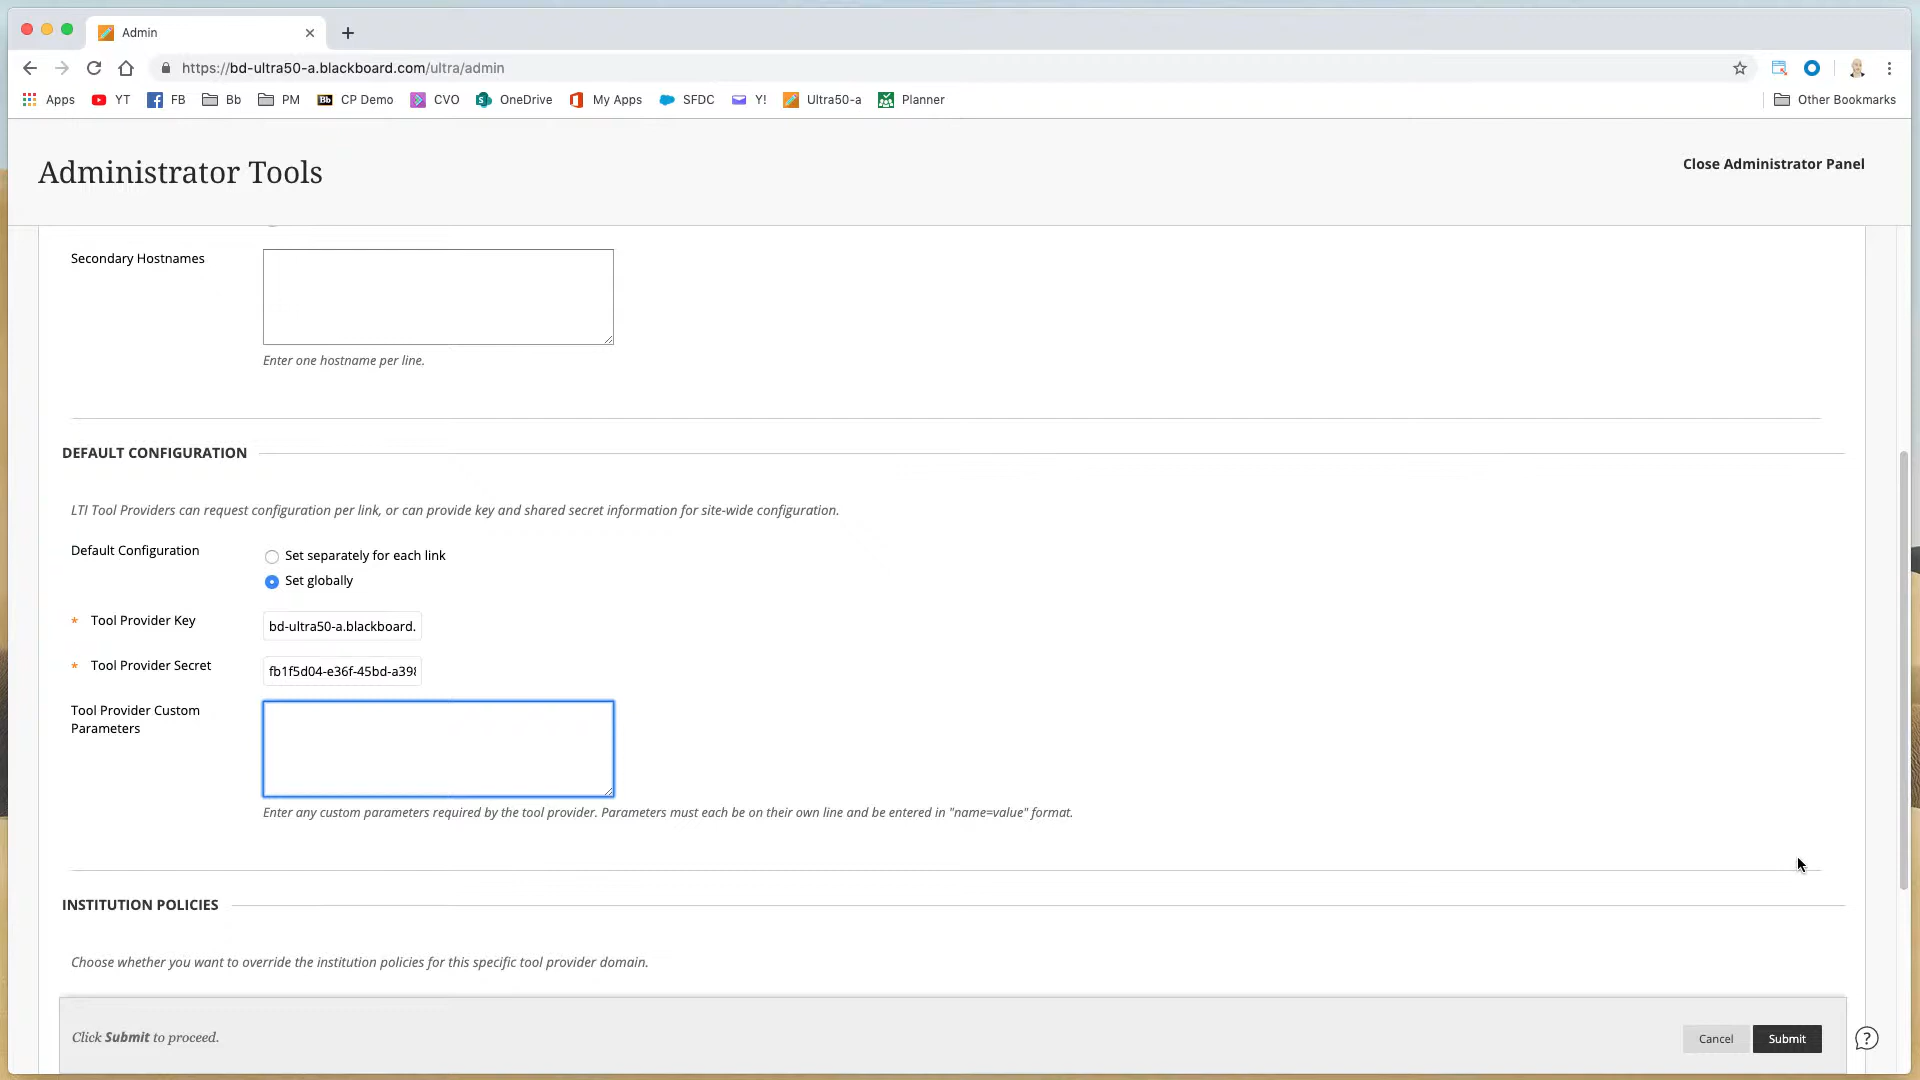 Admin
https://bd-ultra50-a.blackboard.com/ultra/admin
Apps YT FB Bb PM Bb CP Demo CVO OneDrive My Apps SFDC Y! Ultra50-a Planner Other Bookmarks
Administrator Tools
Close Administrator Panel
Secondary Hostnames
Enter one hostname per line.
DEFAULT CONFIGURATION
LTI Tool Providers can request configuration per link, or can provide key and shared secret information for site-wide configuration.
Default Configuration
Set separately for each link
Set globally
* Tool Provider Key
bd-ultra50-a.blackboard.
* Tool Provider Secret
fb1f5d04-e36f-45bd-a398
Tool Provider Custom
Parameters
Enter any custom parameters required by the tool provider. Parameters must each be on their own line and be entered in "name=value" format.
INSTITUTION POLICIES
Choose whether you want to override the institution policies for this specific tool provider domain.
Click Submit to proceed.
Cancel
Submit
?